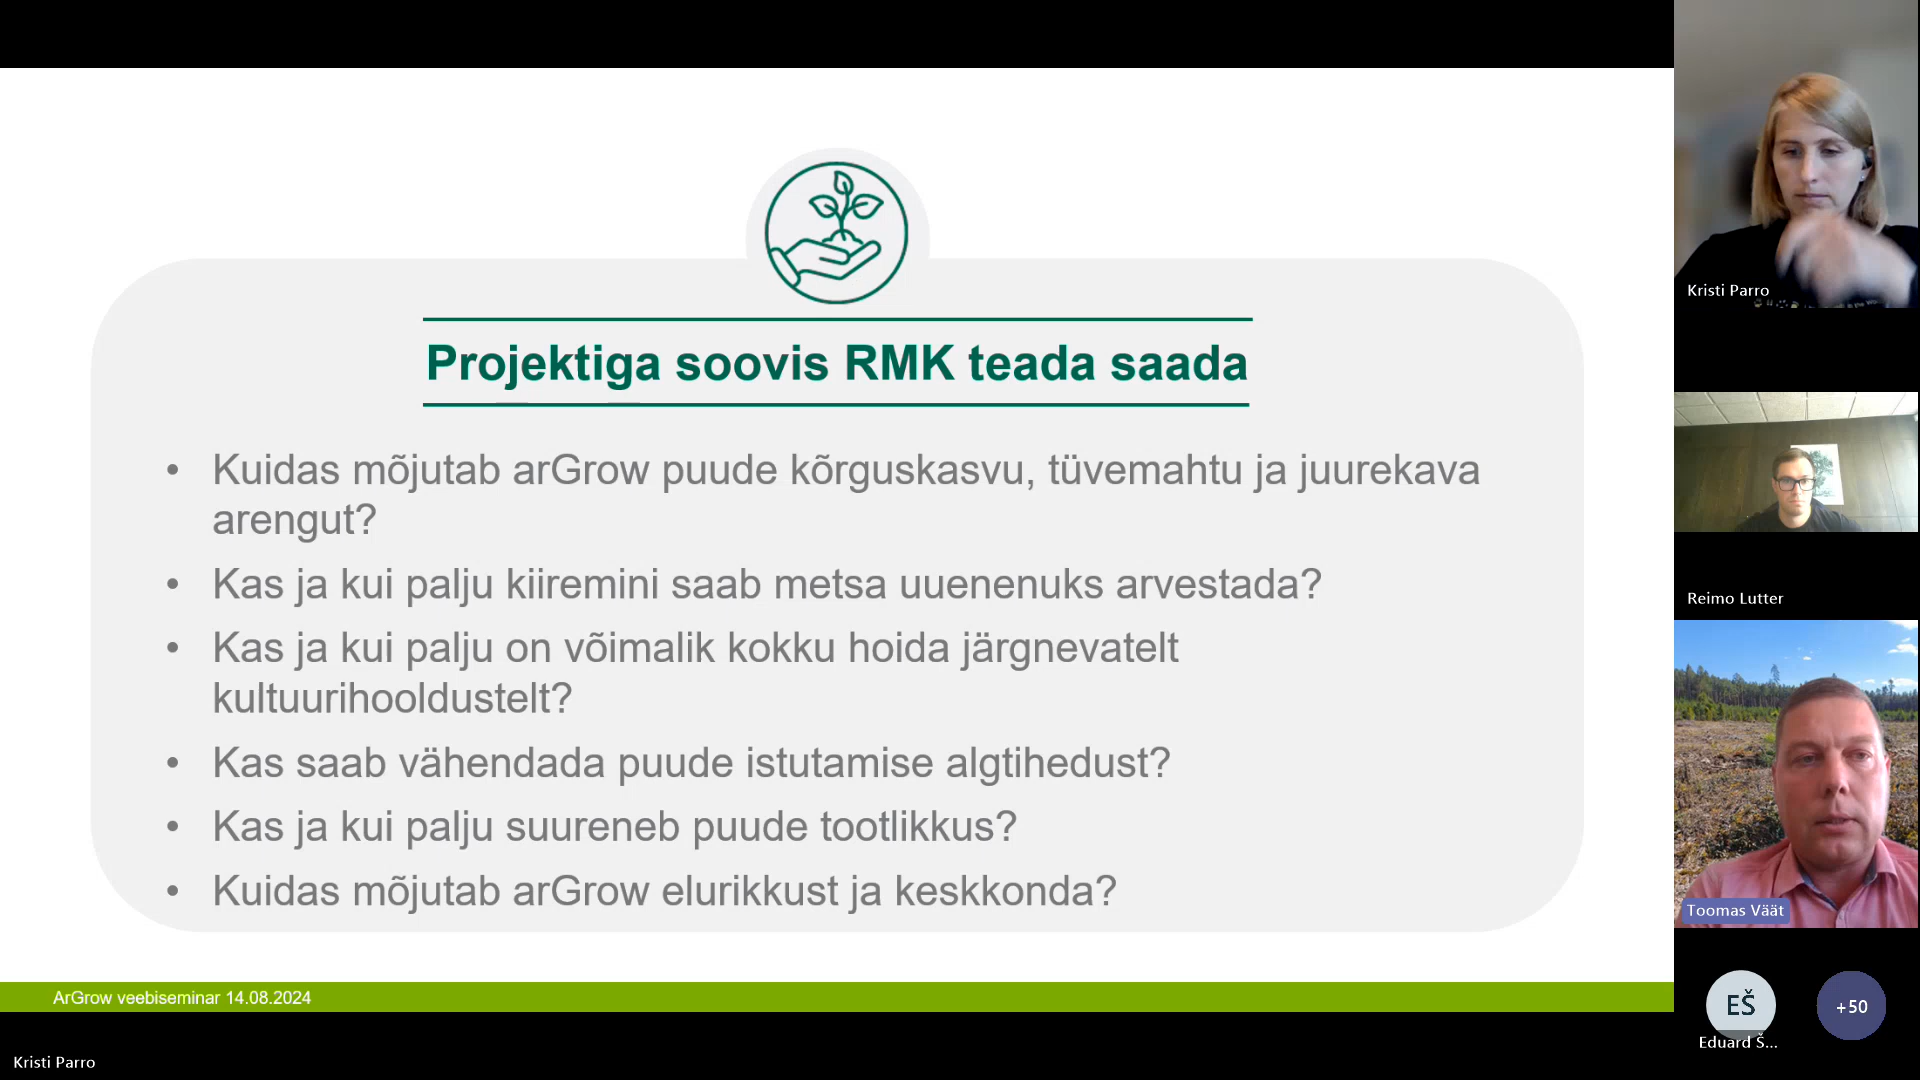 Projektiga soovis RMK teada saada
• Kuidas mõjutab arGrow puude kõrguskasvu, tüvemahtu ja juurekava
arengut?
• Kas ja kui palju kiiremini saab metsa uuenenuks arvestada?
• Kas ja kui palju on võimalik kokku hoida järgnevatelt
kultuurihooldustelt?
• Kas saab vähendada puude istutamise algtihedust?
• Kas ja kui palju suureneb puude tootlikkus?
• Kuidas mõjutab arGrow elurikkust ja keskkonda?
ArGrow veebiseminar 14.08.2024
Kristi Parro
Kristi Parro
Reimo Lutter
Toomas Väät
EŠ
Eduard Š...
+50